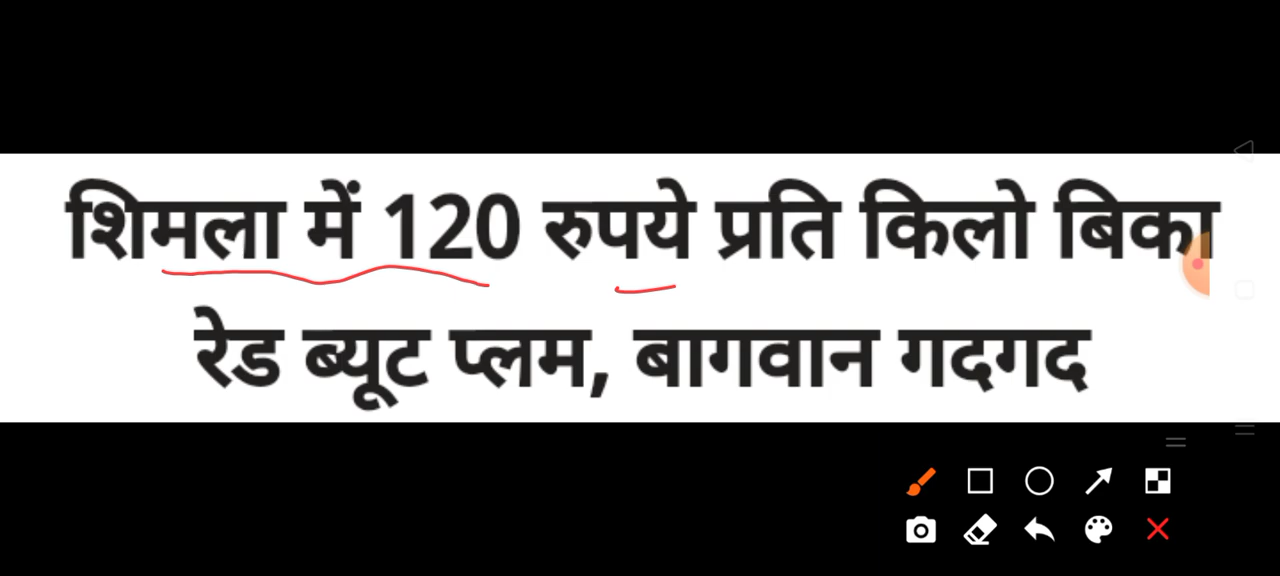 शिमला में 120 रुपये प्रति किलो बिका
रेड ब्यूट प्लम, बागवान गदगद